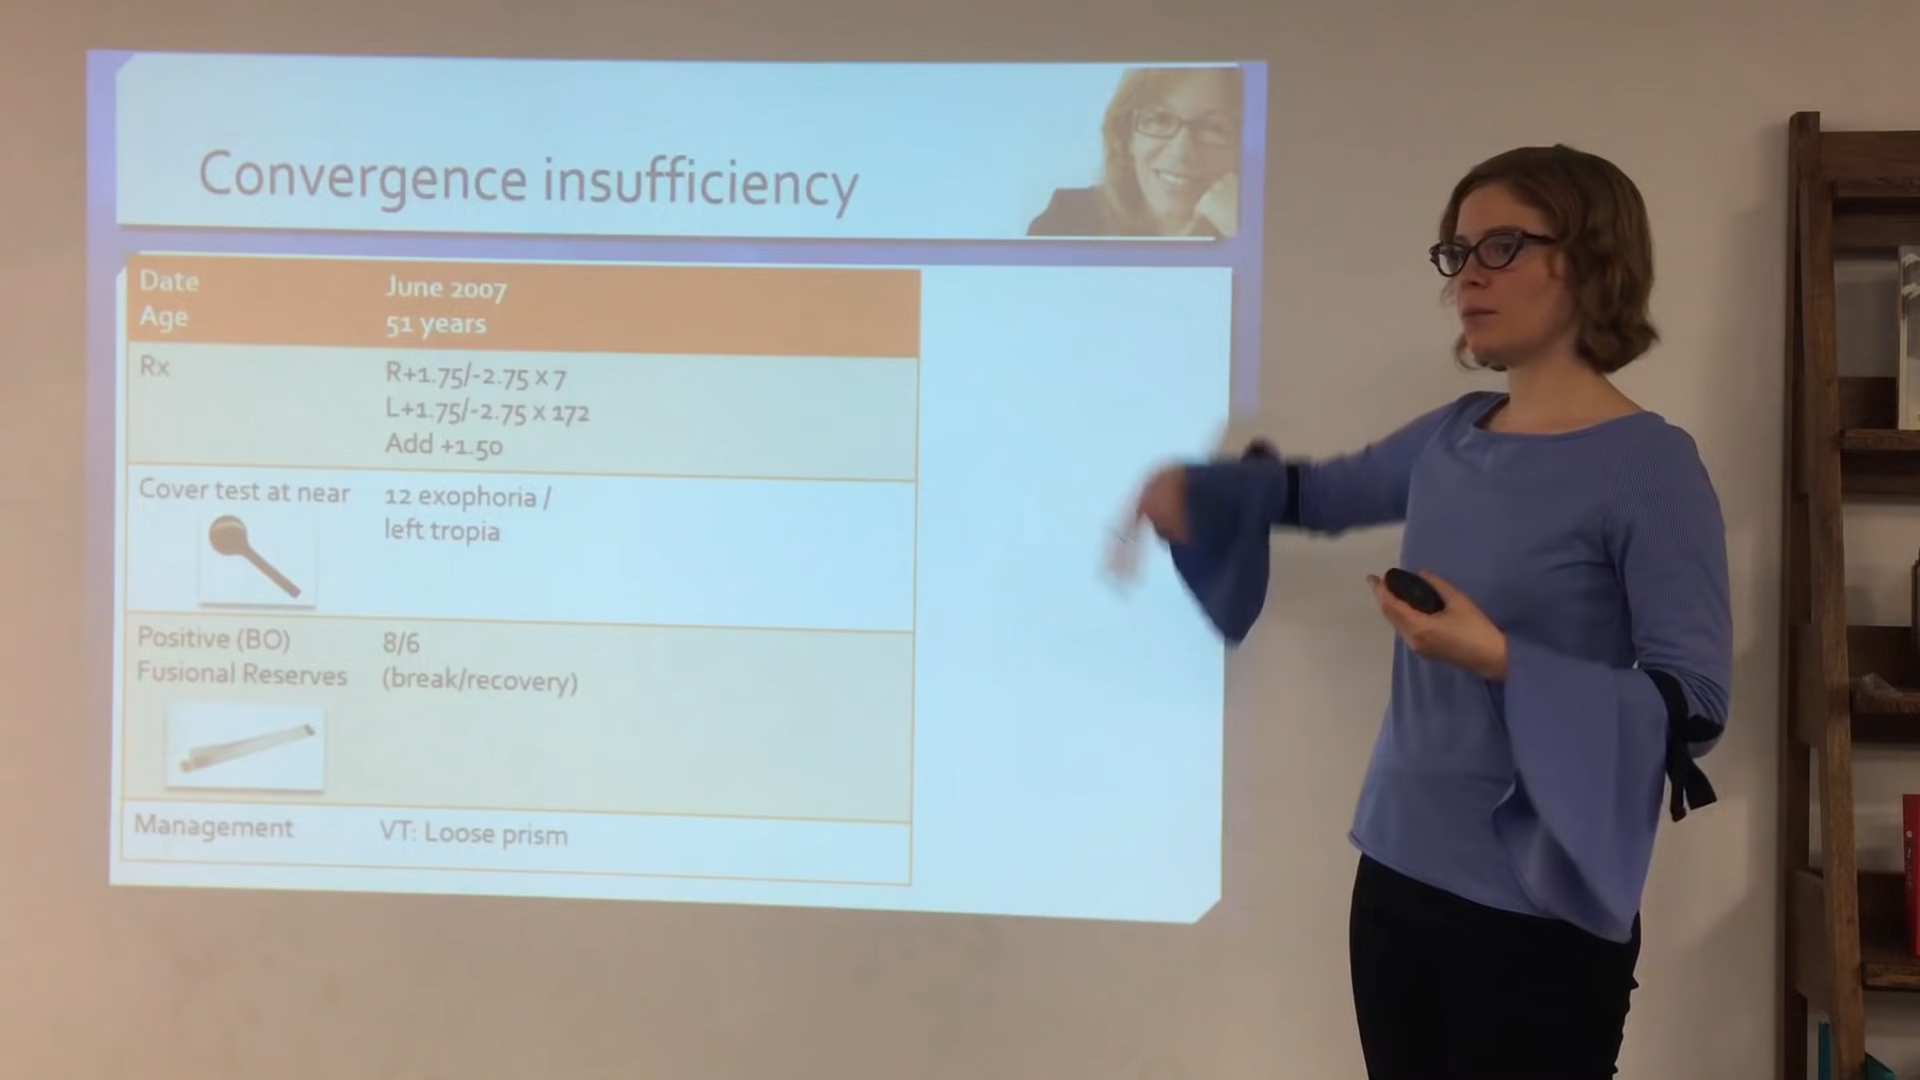 Convergence insufficiency
Date June 2007
Age 51 years
Rx R+1.75/-2.75 x 7
L+1.75/-2.75 x 172
Add +1.50
Cover test at near 12 exophoria /
left tropia
Positive (BO) 8/6
Fusional Reserves (break/recovery)
Management VT: Loose prism